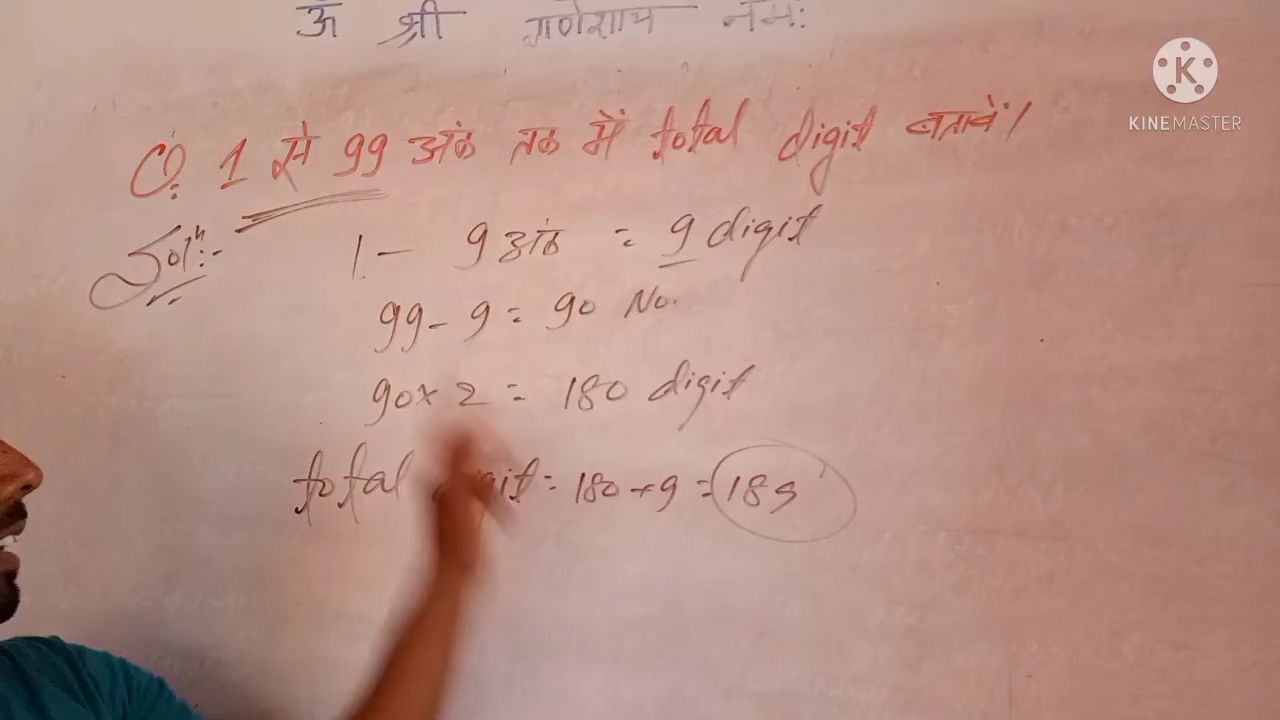 ॐ श्री गणेशाय नमः
KINEMASTER
Q. 1 से 99 अंक तक में total digit बतावें।
Solⁿ:- 1 - 9 अंक = 9 digit
99 - 9 = 90 No.
90 x 2 = 180 digit
total digit = 180 + 9 = 189